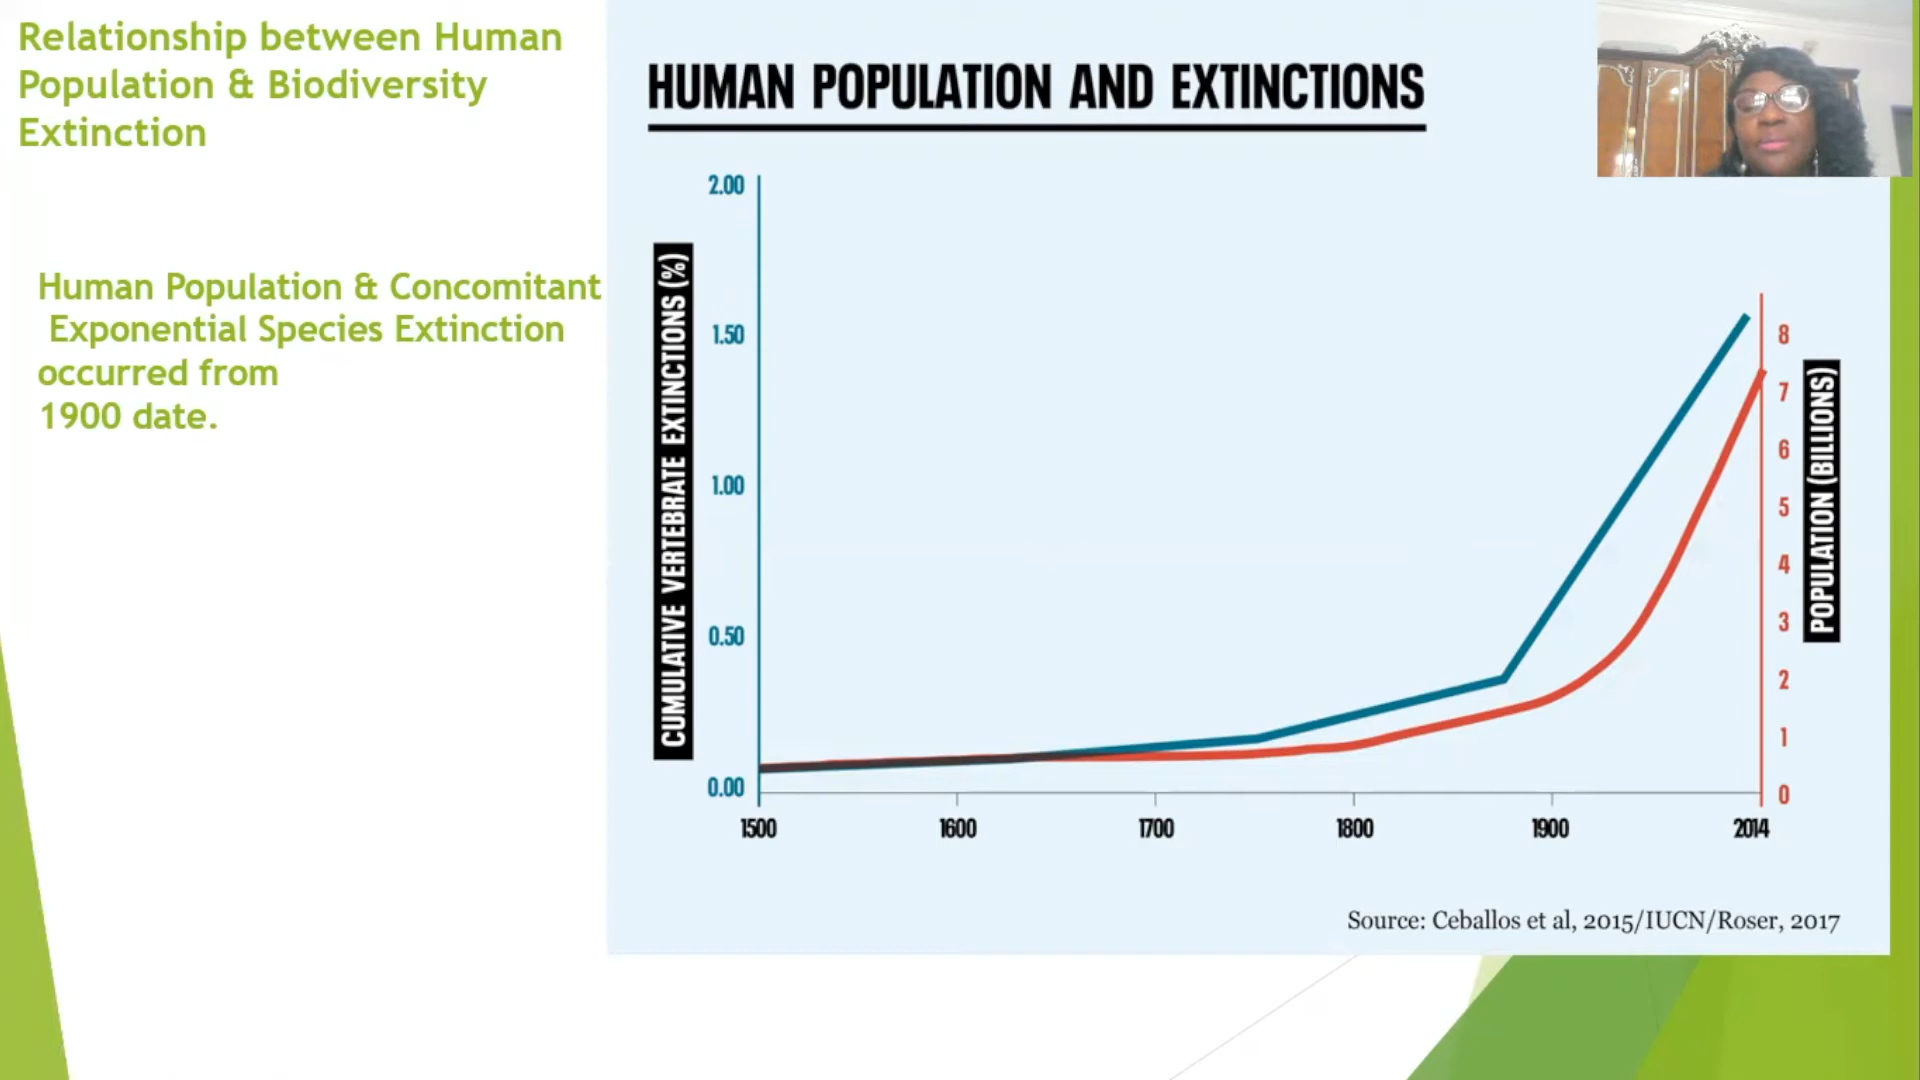 Relationship between Human
Population & Biodiversity
Extinction
Human Population & Concomitant
Exponential Species Extinction
occurred from
1900 date.
HUMAN POPULATION AND EXTINCTIONS
CUMULATIVE VERTEBRATE EXTINCTIONS (%)
2.00
1.50
1.00
0.50
0.00
8
7
6
5
4
3
2
1
0
POPULATION (BILLIONS)
1500 1600 1700 1800 1900 2014
Source: Ceballos et al, 2015/IUCN/Roser, 2017